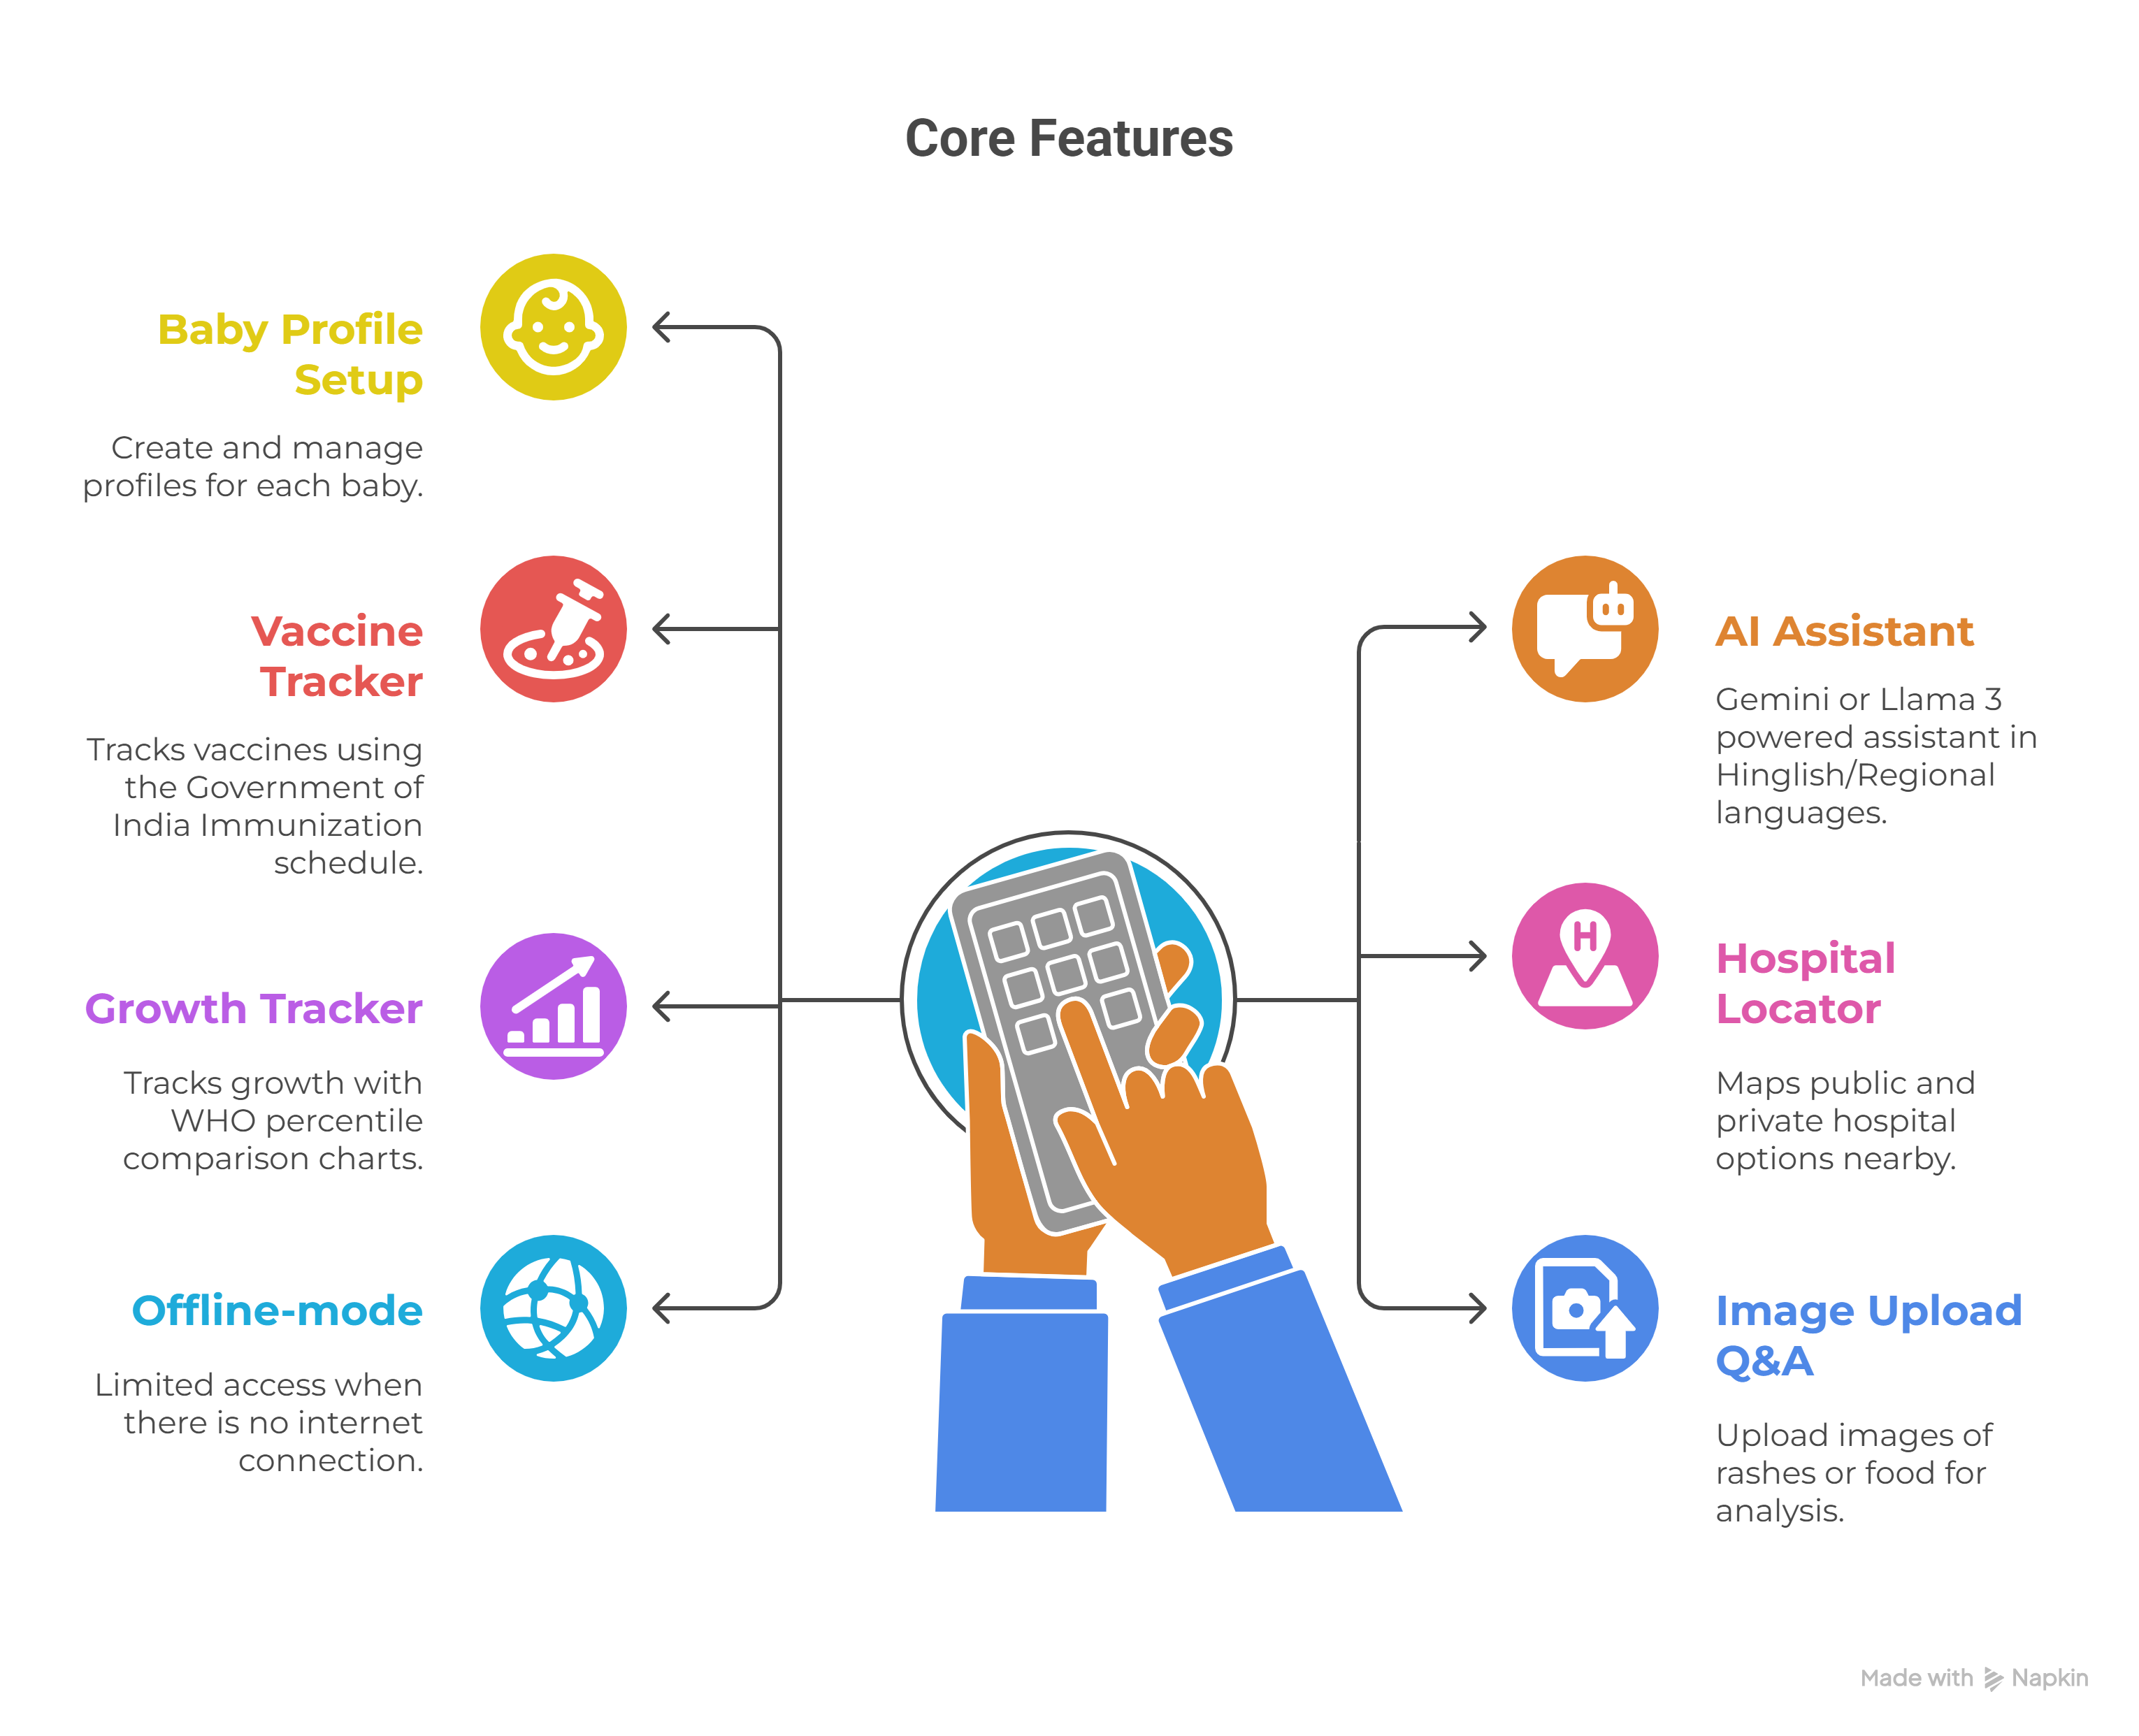 Core Features
Baby Profile
Setup
Create and manage
profiles for each baby.
Vaccine
Tracker
Tracks vaccines using
the Government of
India Immunization
schedule.
Growth Tracker
Tracks growth with
WHO percentile
comparison charts.
Offline-mode
Limited access when
there is no internet
connection.
AI Assistant
Gemini or Llama 3
powered assistant in
Hinglish/Regional
languages.
H
Hospital
Locator
Maps public and
private hospital
options nearby.
Image Upload
Q&A
Upload images of
rashes or food for
analysis.
Made with Napkin